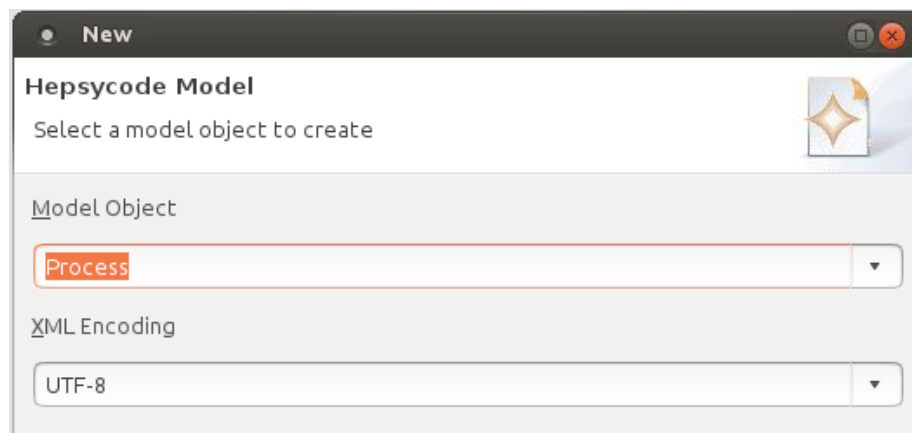 New
Hepsycode Model
Select a model object to create
Model Object
Process
XML Encoding
UTF-8